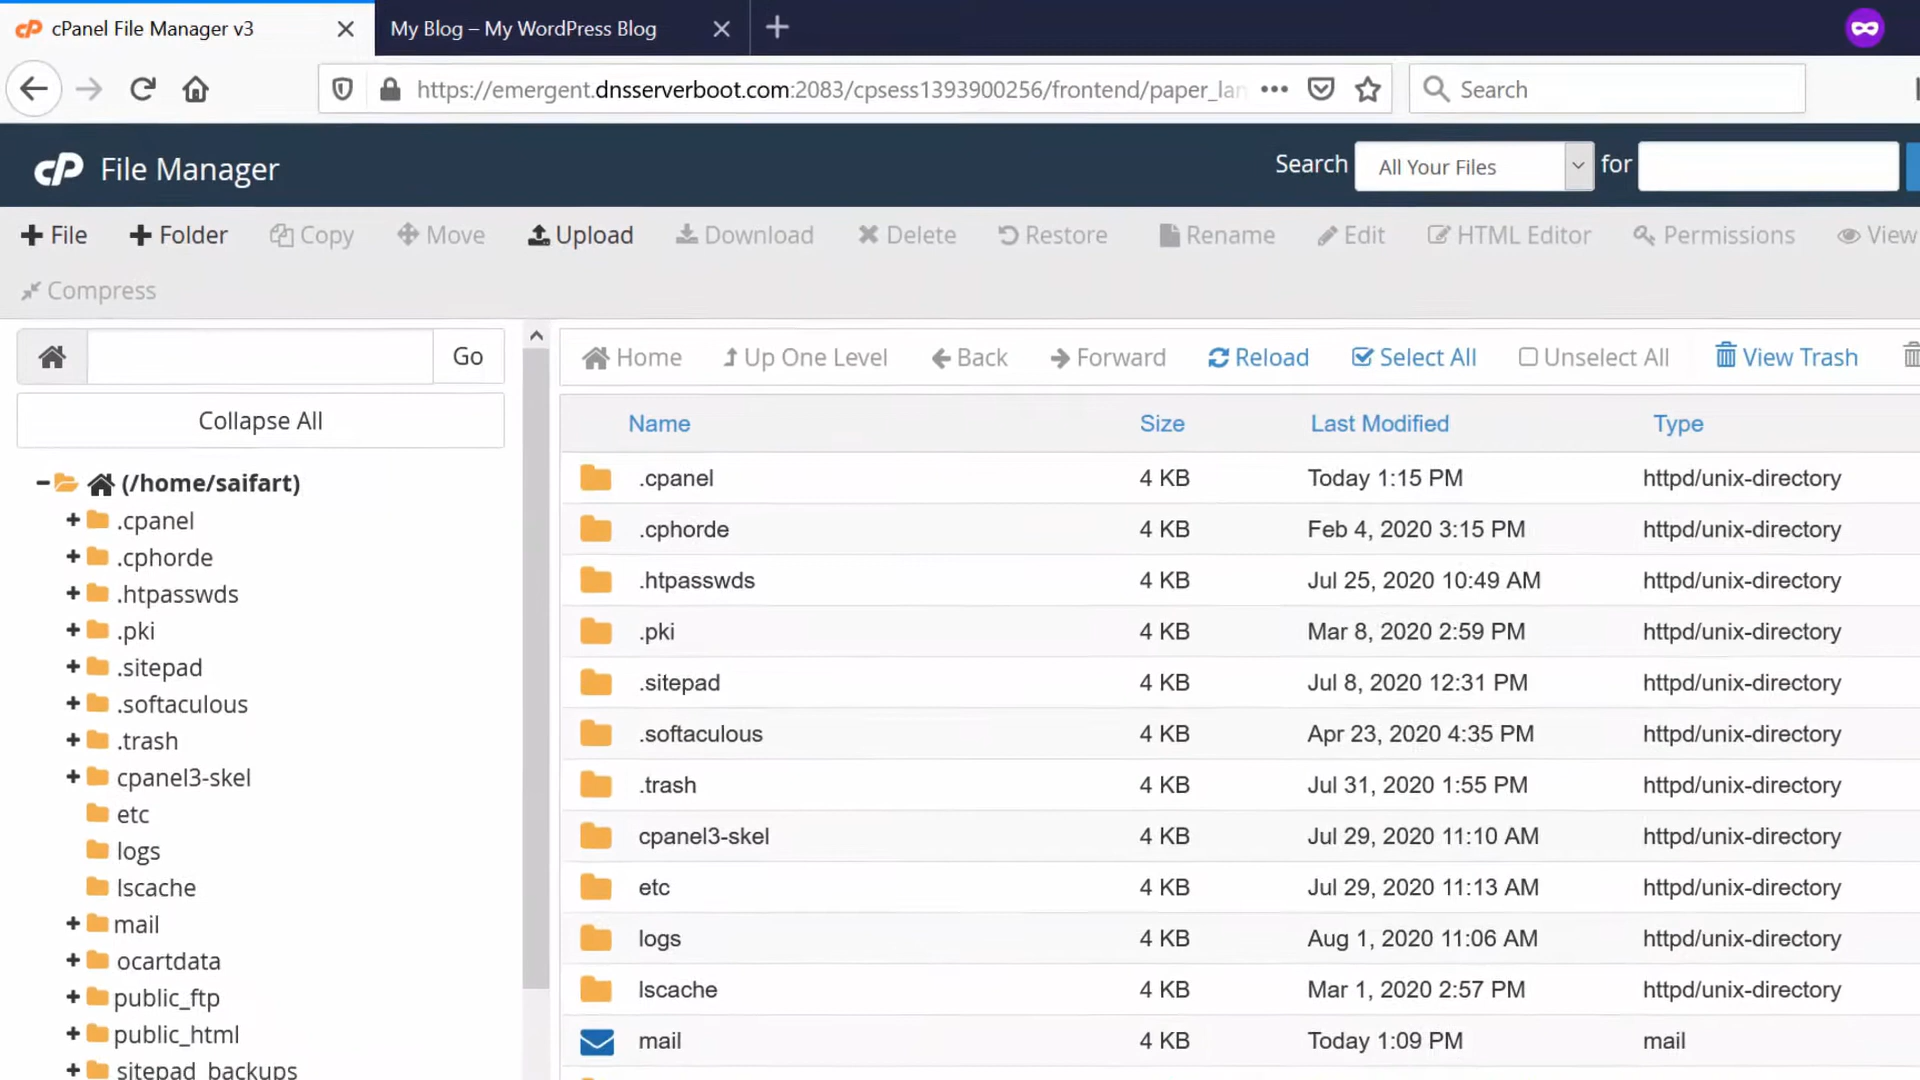 cPanel File Manager v3
My Blog – My WordPress Blog
https://emergent.dnsserverboot.com:2083/cpsess1393900256/frontend/paper_lan
Search
cP File Manager
Search All Your Files for
File Folder Copy Move Upload Download Delete Restore Rename Edit HTML Editor Permissions View
Compress
Go
Home Up One Level Back Forward Reload Select All Unselect All View Trash
Collapse All
(/home/saifart)
.cpanel
.cphorde
.htpasswds
.pki
.sitepad
.softaculous
.trash
cpanel3-skel
etc
logs
lscache
mail
ocartdata
public_ftp
public_html
sitepad_backups
Name Size Last Modified Type
.cpanel 4 KB Today 1:15 PM httpd/unix-directory
.cphorde 4 KB Feb 4, 2020 3:15 PM httpd/unix-directory
.htpasswds 4 KB Jul 25, 2020 10:49 AM httpd/unix-directory
.pki 4 KB Mar 8, 2020 2:59 PM httpd/unix-directory
.sitepad 4 KB Jul 8, 2020 12:31 PM httpd/unix-directory
.softaculous 4 KB Apr 23, 2020 4:35 PM httpd/unix-directory
.trash 4 KB Jul 31, 2020 1:55 PM httpd/unix-directory
cpanel3-skel 4 KB Jul 29, 2020 11:10 AM httpd/unix-directory
etc 4 KB Jul 29, 2020 11:13 AM httpd/unix-directory
logs 4 KB Aug 1, 2020 11:06 AM httpd/unix-directory
lscache 4 KB Mar 1, 2020 2:57 PM httpd/unix-directory
mail 4 KB Today 1:09 PM mail